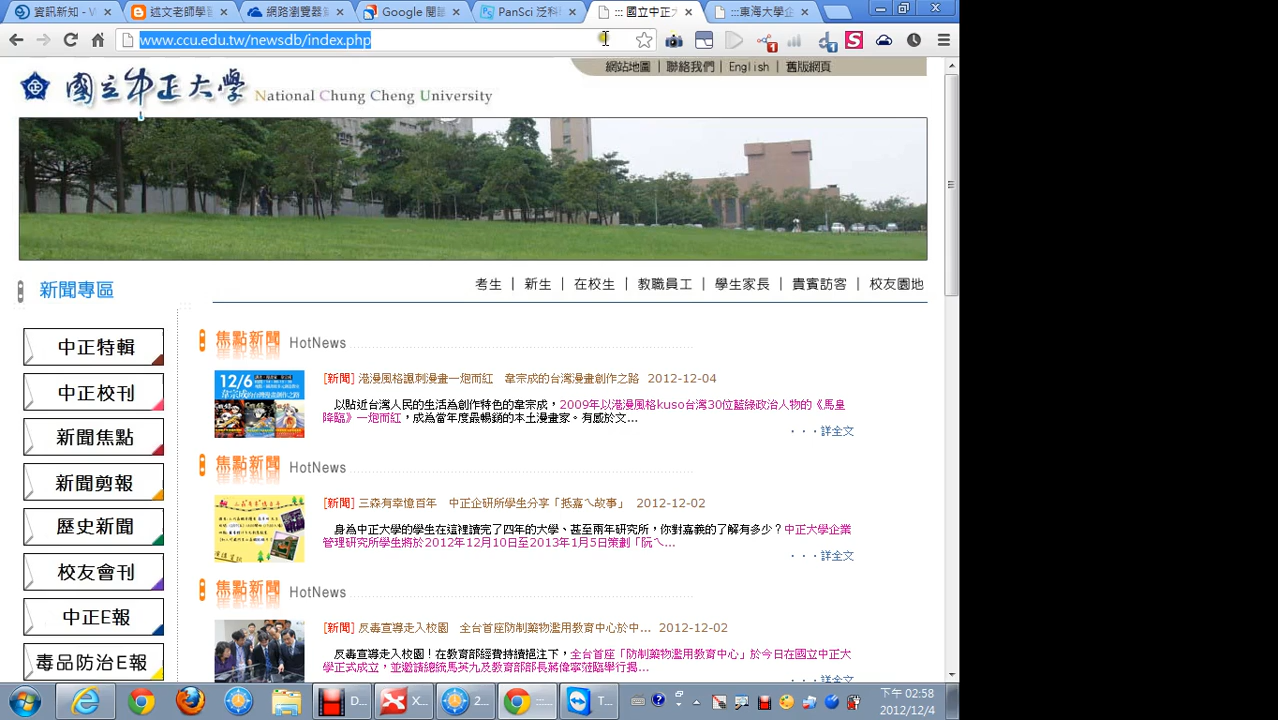 資訊新知 - V
述文老師學習
網路瀏覽器
Google 閱讀
PanSci 泛科
::: 國立中正大
:::東海大學企
www.ccu.edu.tw/newsdb/index.php
網站地圖 | 聯絡我們 | English | 舊版網頁
國立中正大學 National Chung Cheng University
新聞專區
考生 | 新生 | 在校生 | 教職員工 | 學生家長 | 貴賓訪客 | 校友園地
中正特輯
中正校刊
新聞焦點
新聞剪報
歷史新聞
校友會刊
中正E報
毒品防治E報
焦點新聞 HotNews
12/6
[新聞] 港漫風格諷刺漫畫一炮而紅 韋宗成的台灣漫畫創作之路 2012-12-04
以貼近台灣人民的生活為創作特色的韋宗成，2009年以港漫風格kuso台灣30位藍綠政治人物的《馬皇
降臨》一炮而紅，成為當年度最暢銷的本土漫畫家。有感於文...
・・・詳全文
焦點新聞 HotNews
[新聞] 三森有幸憶百年 中正企研所學生分享「抵嘉ㄟ故事」 2012-12-02
身為中正大學的學生在這裡讀完了四年的大學、甚至兩年研究所，你對嘉義的了解有多少？中正大學企業
管理研究所學生將於2012年12月10日至2013年1月5日策劃「阮ㄟ...
・・・詳全文
焦點新聞 HotNews
[新聞] 反毒宣導走入校園 全台首座防制藥物濫用教育中心於中... 2012-12-02
反毒宣導走入校園！在教育部經費持續挹注下，全台首座「防制藥物濫用教育中心」於今日在國立中正大
學正式成立，並邀請總統馬英九及教育部部長蔣偉寧蒞臨舉行揭...
・・・詳全文
D...
X...
2...
::...
T...
下午 02:58
2012/12/4